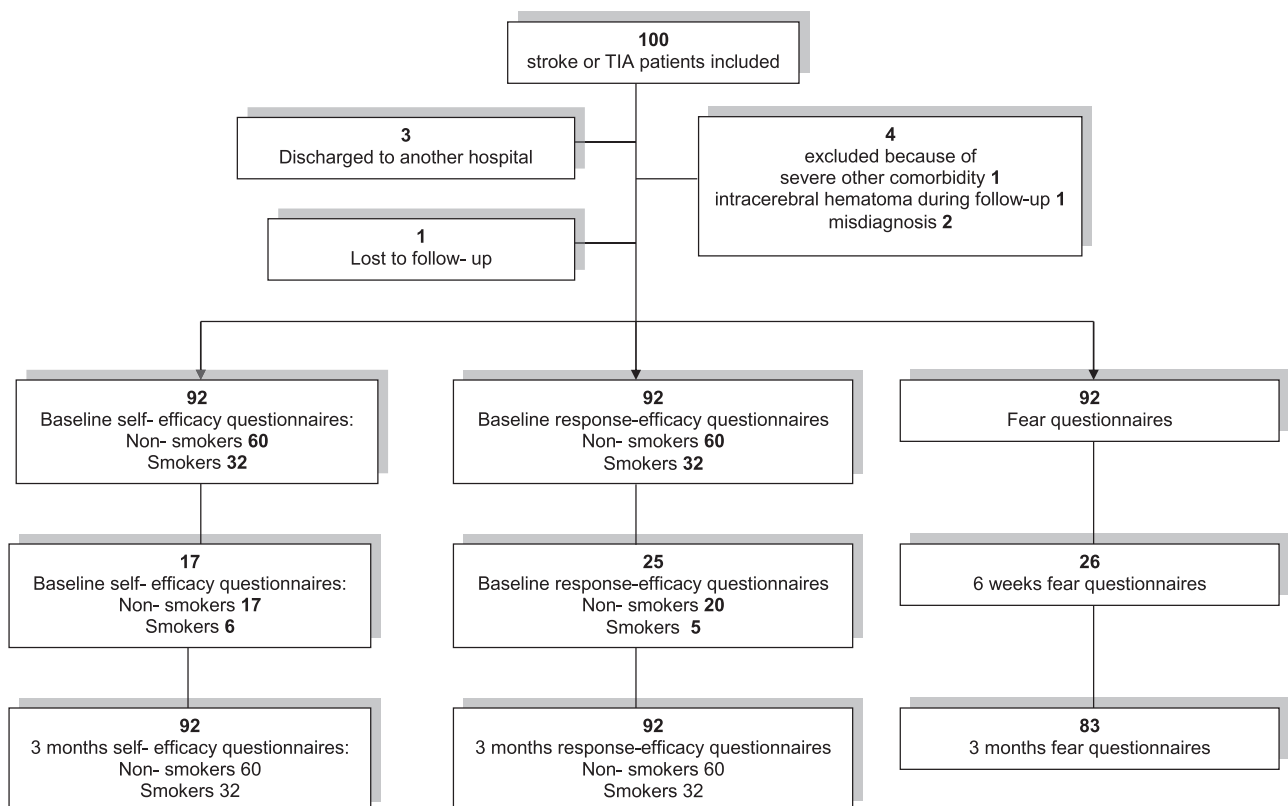 100
stroke or TIA patients included
3
Discharged to another hospital
4
excluded because of
severe other comorbidity 1
intracerebral hematoma during follow-up 1
misdiagnosis 2
1
Lost to follow- up
92
Baseline self- efficacy questionnaires:
Non- smokers 60
Smokers 32
92
Baseline response-efficacy questionnaires
Non- smokers 60
Smokers 32
92
Fear questionnaires
17
Baseline self- efficacy questionnaires:
Non- smokers 17
Smokers 6
25
Baseline response-efficacy questionnaires
Non- smokers 20
Smokers 5
26
6 weeks fear questionnaires
92
3 months self- efficacy questionnaires:
Non- smokers 60
Smokers 32
92
3 months response-efficacy questionnaires
Non- smokers 60
Smokers 32
83
3 months fear questionnaires